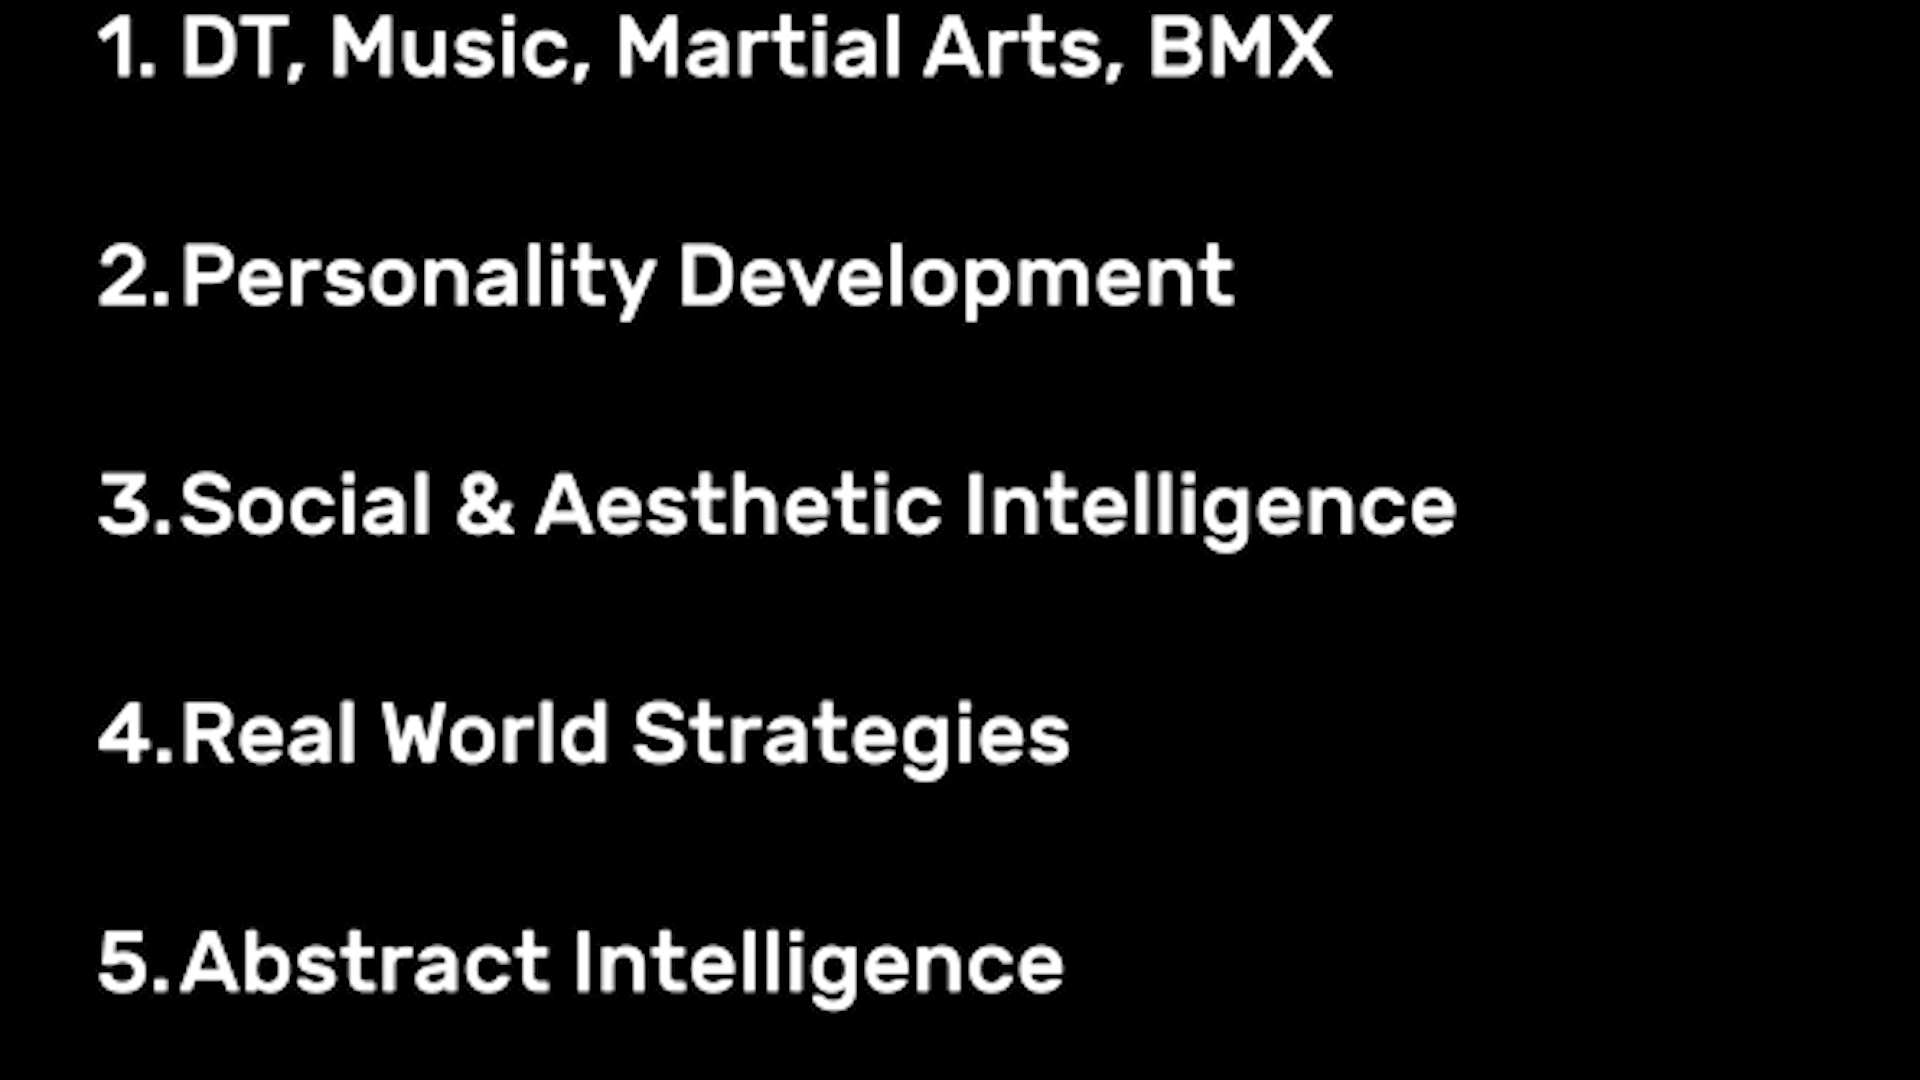 1. DT, Music, Martial Arts, BMX
2. Personality Development
3. Social & Aesthetic Intelligence
4. Real World Strategies
5. Abstract Intelligence